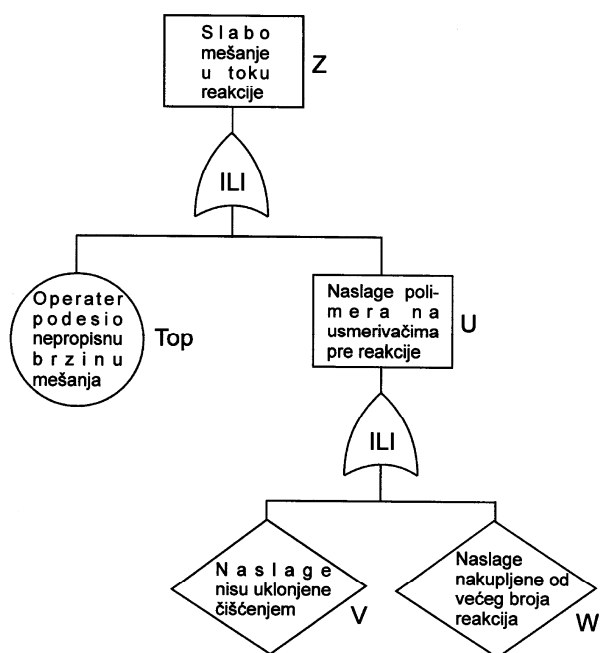 Slabo
mešanje
u toku
reakcije
Z
ILI
Operater
podesio
nepropisnu
brzinu
mešanja
Top
Naslage poli-
mera na
usmerivačima
pre reakcije
U
ILI
Naslage
nisu uklonjene
čišćenjem
V
Naslage
nakupljene od
većeg broja
reakcija
W